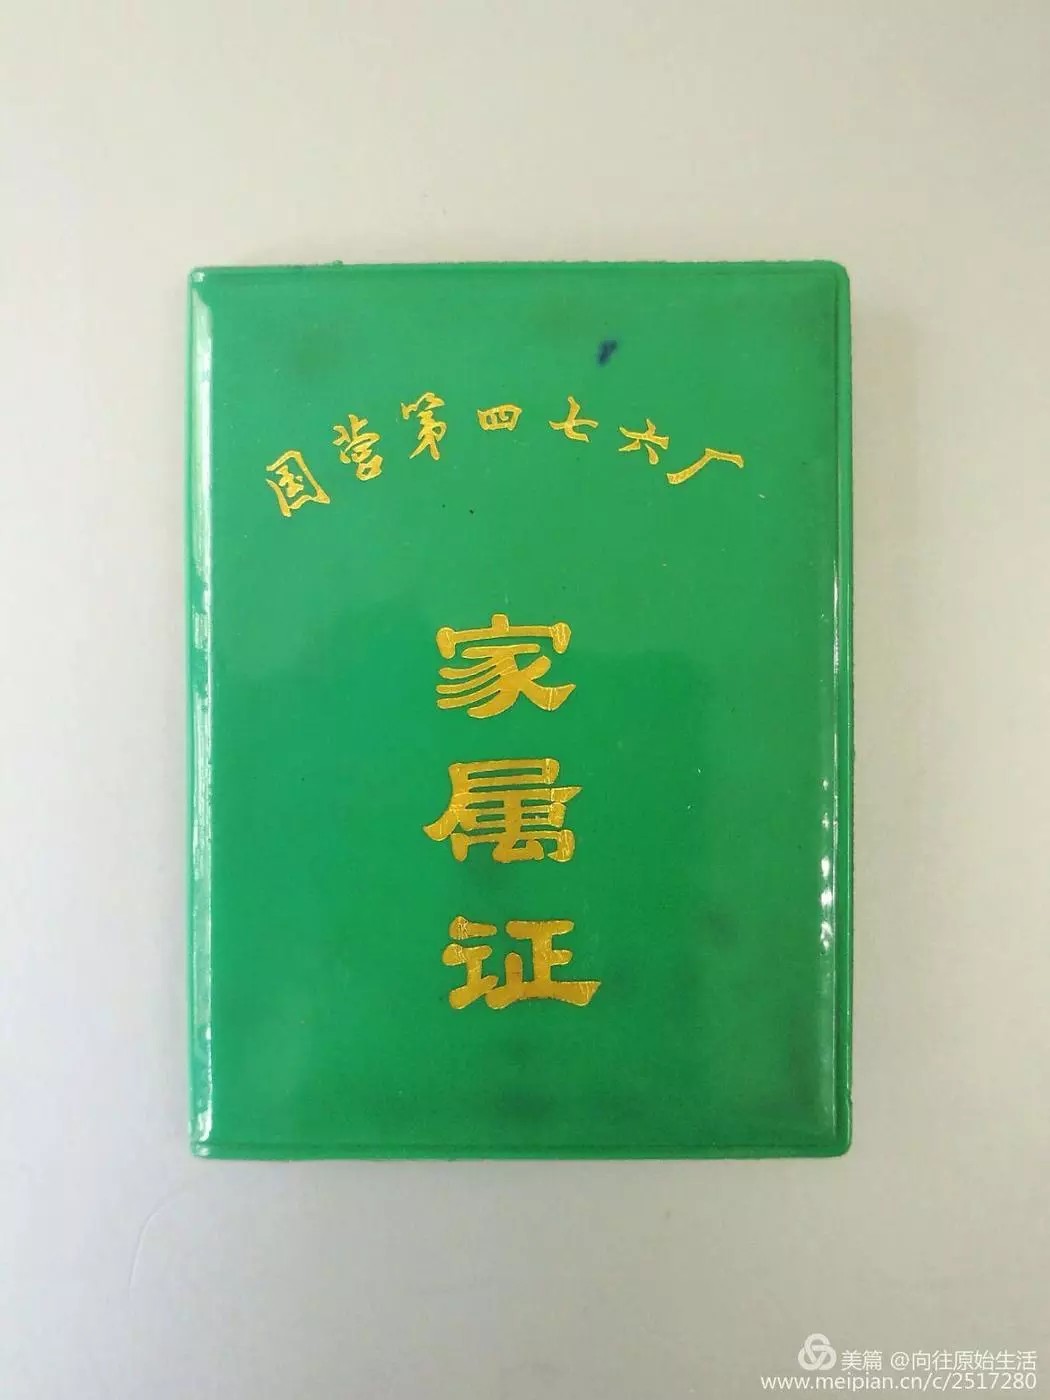 国营第四七六厂
家
属
证
美篇 @向往原始生活
www.meipian.cn/c/2517280